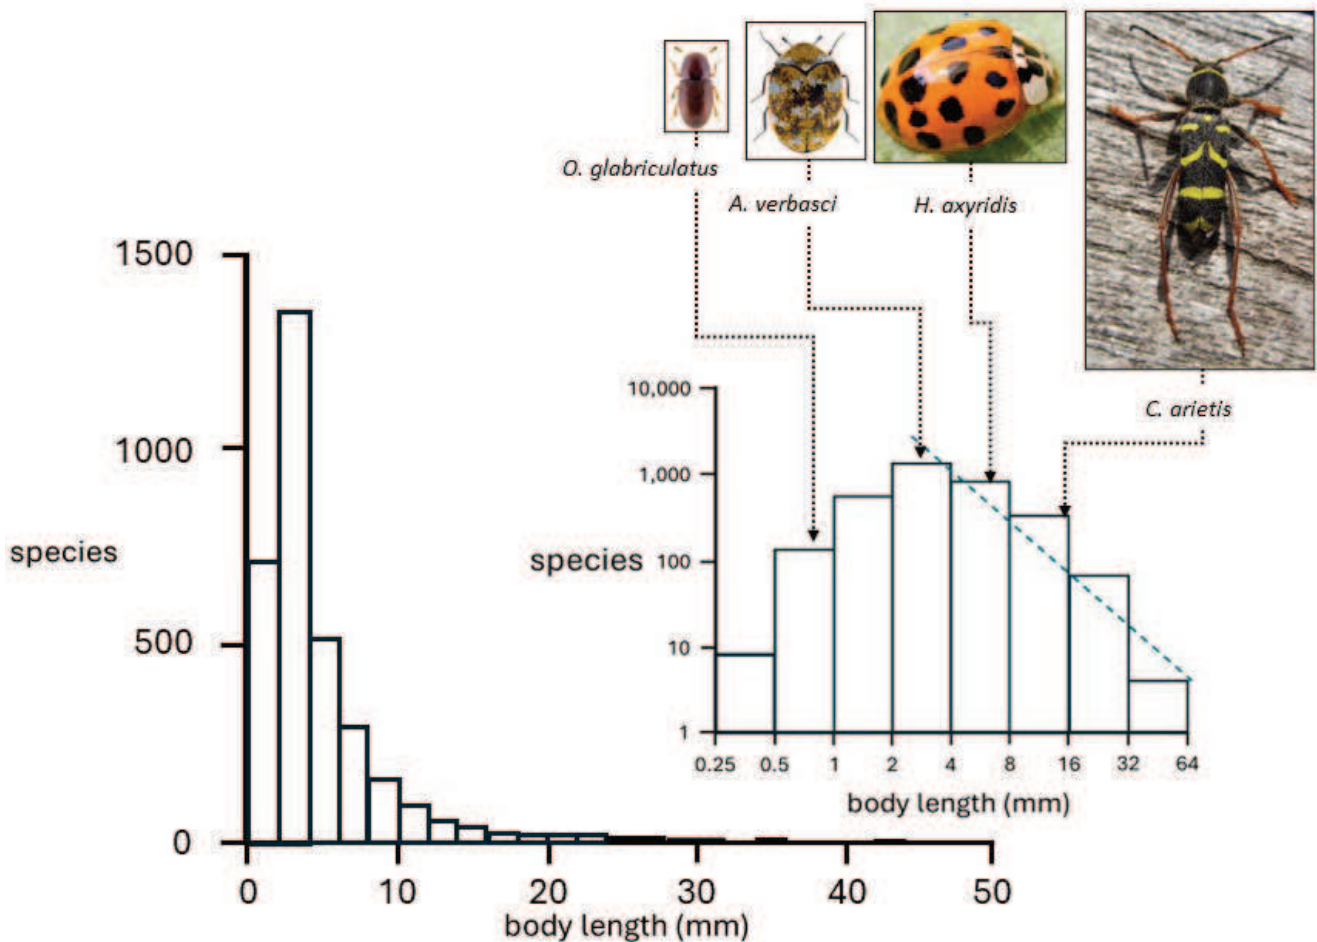 O. glabriculatus
A. verbasci
H. axyridis
C. arietis
1500
1000
species
500
0
0 10 20 30 40 50
body length (mm)
10,000
1,000
species 100
10
1
0.25 0.5 1 2 4 8 16 32 64
body length (mm)